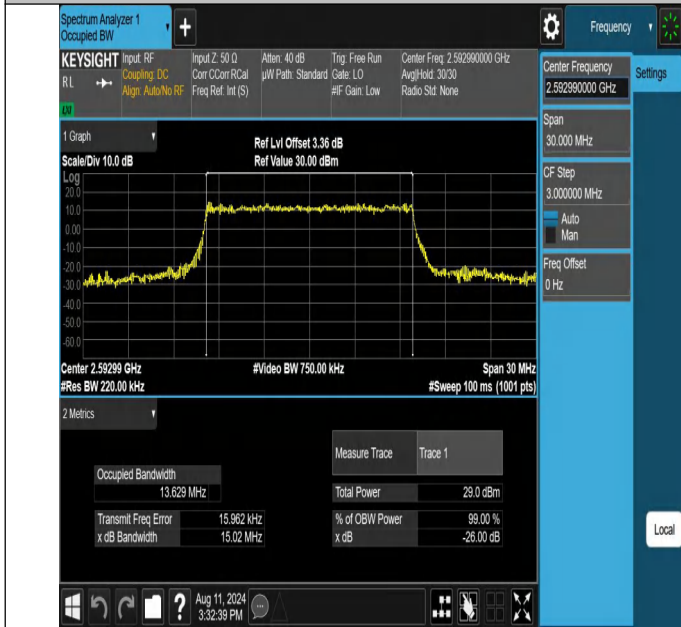 Spectrum Analyzer 1
Occupied BW
Frequency
KEYSIGHT
RL
LXI
Input: RF
Coupling: DC
Align: Auto/No RF
Input Z: 50 Ω
Corr CCorr RCal
Freq Ref: Int (S)
Atten: 40 dB
µW Path: Standard
Trig: Free Run
Gate: LO
#IF Gain: Low
Center Freq: 2.592990000 GHz
Avg|Hold: 30/30
Radio Std: None
Center Frequency
2.592990000 GHz
Settings
Span
30.000 MHz
CF Step
3.000000 MHz
Auto
Man
Freq Offset
0 Hz
Local
1 Graph
Scale/Div 10.0 dB
Ref Lvl Offset 3.36 dB
Ref Value 30.00 dBm
Log
20.0
10.0
0.00
-10.0
-20.0
-30.0
-40.0
-50.0
-60.0
Center 2.59299 GHz
#Video BW 750.00 kHz
Span 30 MHz
#Res BW 220.00 kHz
#Sweep 100 ms (1001 pts)
2 Metrics
Measure Trace Trace 1
Occupied Bandwidth
13.629 MHz
Total Power 29.0 dBm
Transmit Freq Error 15.962 kHz
% of OBW Power 99.00 %
x dB Bandwidth 15.02 MHz
x dB -26.00 dB
?
Aug 11, 2024
3:32:39 PM